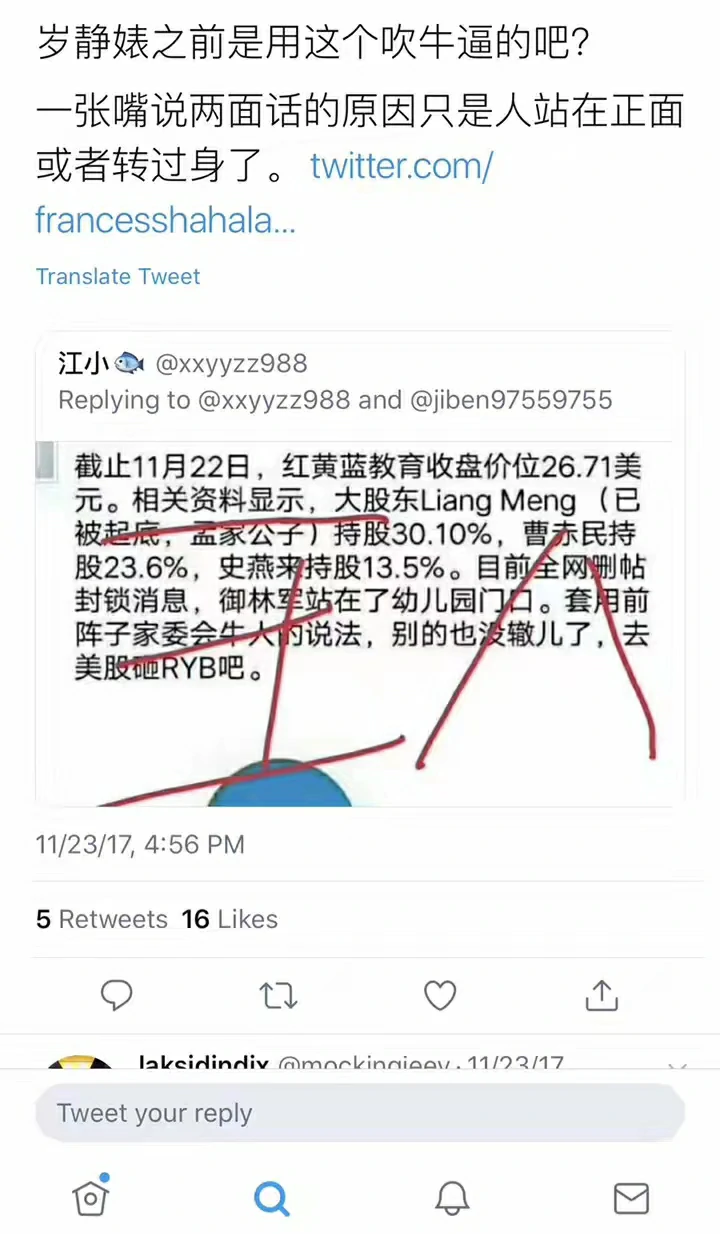 岁静婊之前是用这个吹牛逼的吧?
一张嘴说两面话的原因只是人站在正面
或者转过身了。 twitter.com/
francesshahala...
Translate Tweet
江小🐟 @xxyyzz988
Replying to @xxyyzz988 and @jiben97559755
截止11月22日，红黄蓝教育收盘价位26.71美
元。相关资料显示，大股东Liang Meng（已
被起底，孟家公子）持股30.10%，曹赤民持
股23.6%，史燕来持股13.5%。目前全网删帖
封锁消息，御林军站在了幼儿园门口。套用前
阵子家委会牛人的说法，别的也没辙儿了，去
美股砸RYB吧。
王八
11/23/17, 4:56 PM
5 Retweets 16 Likes
laksidindix @mockingjeey · 11/23/17
Tweet your reply